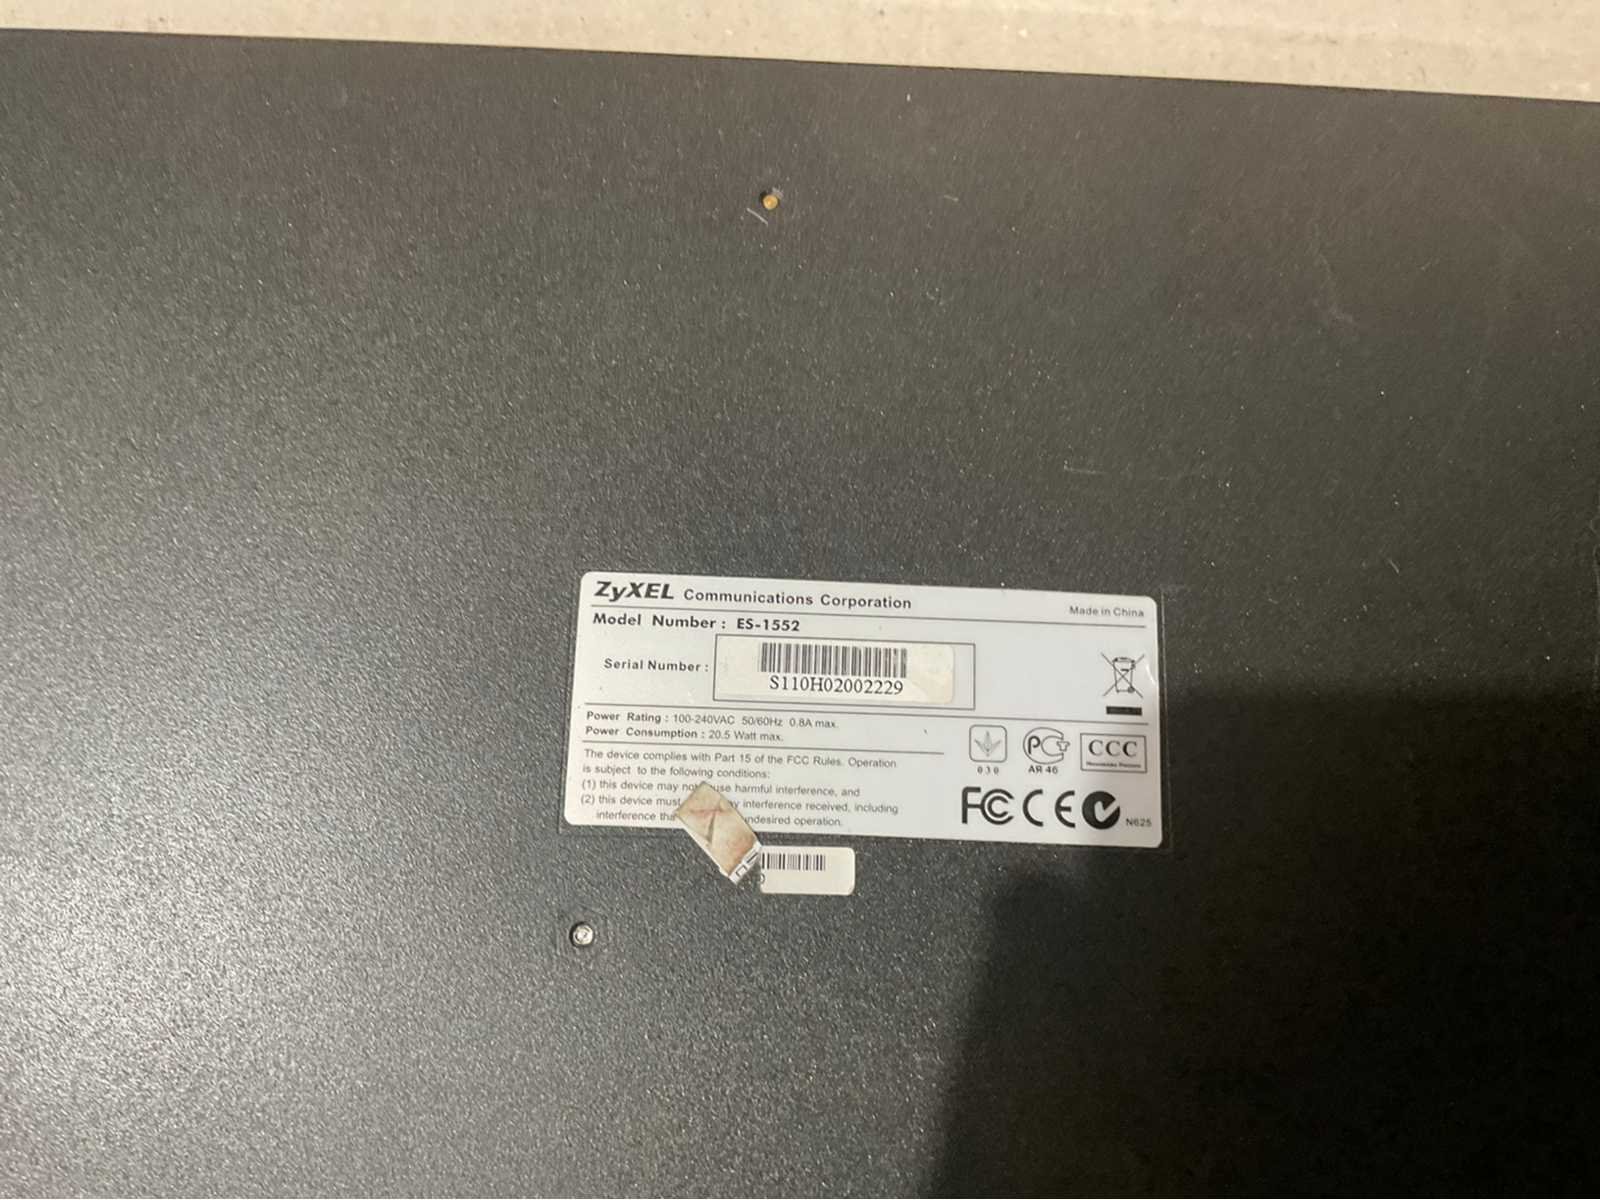 ZyXEL Communications Corporation
Made in China
Model Number : ES-1552
Serial Number :
S110H02002229
Power Rating : 100-240VAC 50/60Hz 0.8A max.
Power Consumption : 20.5 Watt max.
The device complies with Part 15 of the FCC Rules. Operation
is subject to the following conditions:
(1) this device may use harmful interference, and
(2) this device must interference received, including
interference undesired operation.
030
PCT
AR 46
CCC
FC CE N625